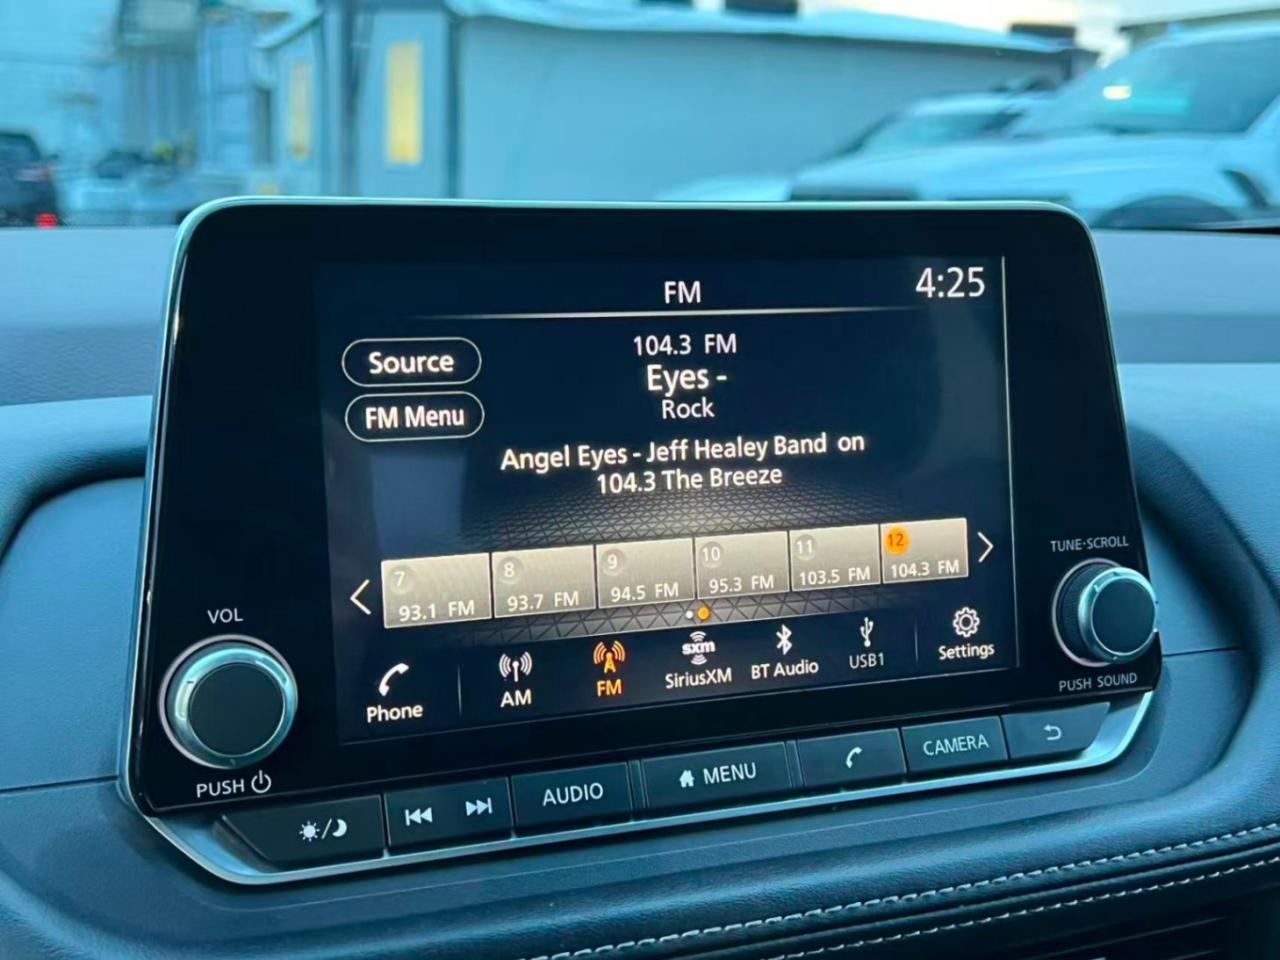 FM
4:25
Source
FM Menu
104.3 FM
Eyes -
Rock
Angel Eyes - Jeff Healey Band on
104.3 The Breeze
7
93.1 FM
8
93.7 FM
9
94.5 FM
10
95.3 FM
11
103.5 FM
12
104.3 FM
Phone
AM
FM
sxm
SiriusXM
BT Audio
USB1
Settings
VOL
PUSH
TUNE·SCROLL
PUSH SOUND
AUDIO
MENU
CAMERA